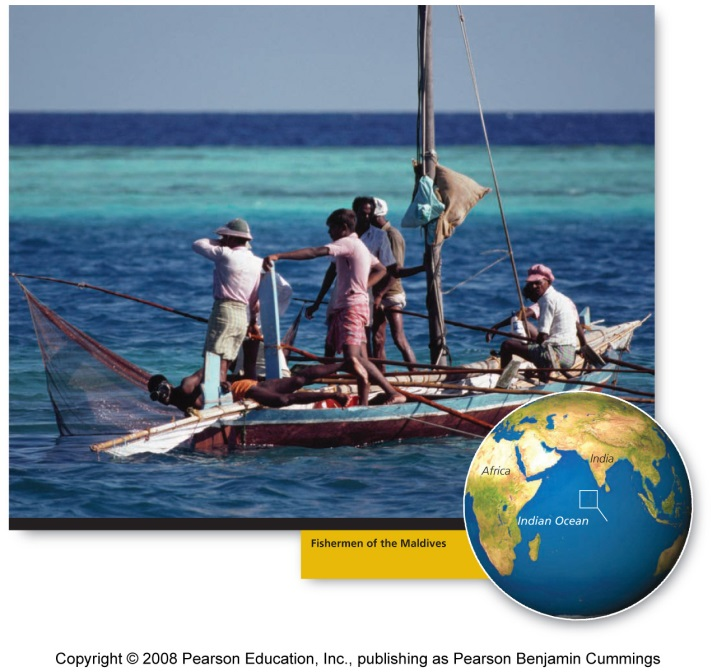 Africa
India
Indian Ocean
Fishermen of the Maldives
Copyright © 2008 Pearson Education, Inc., publishing as Pearson Benjamin Cummings